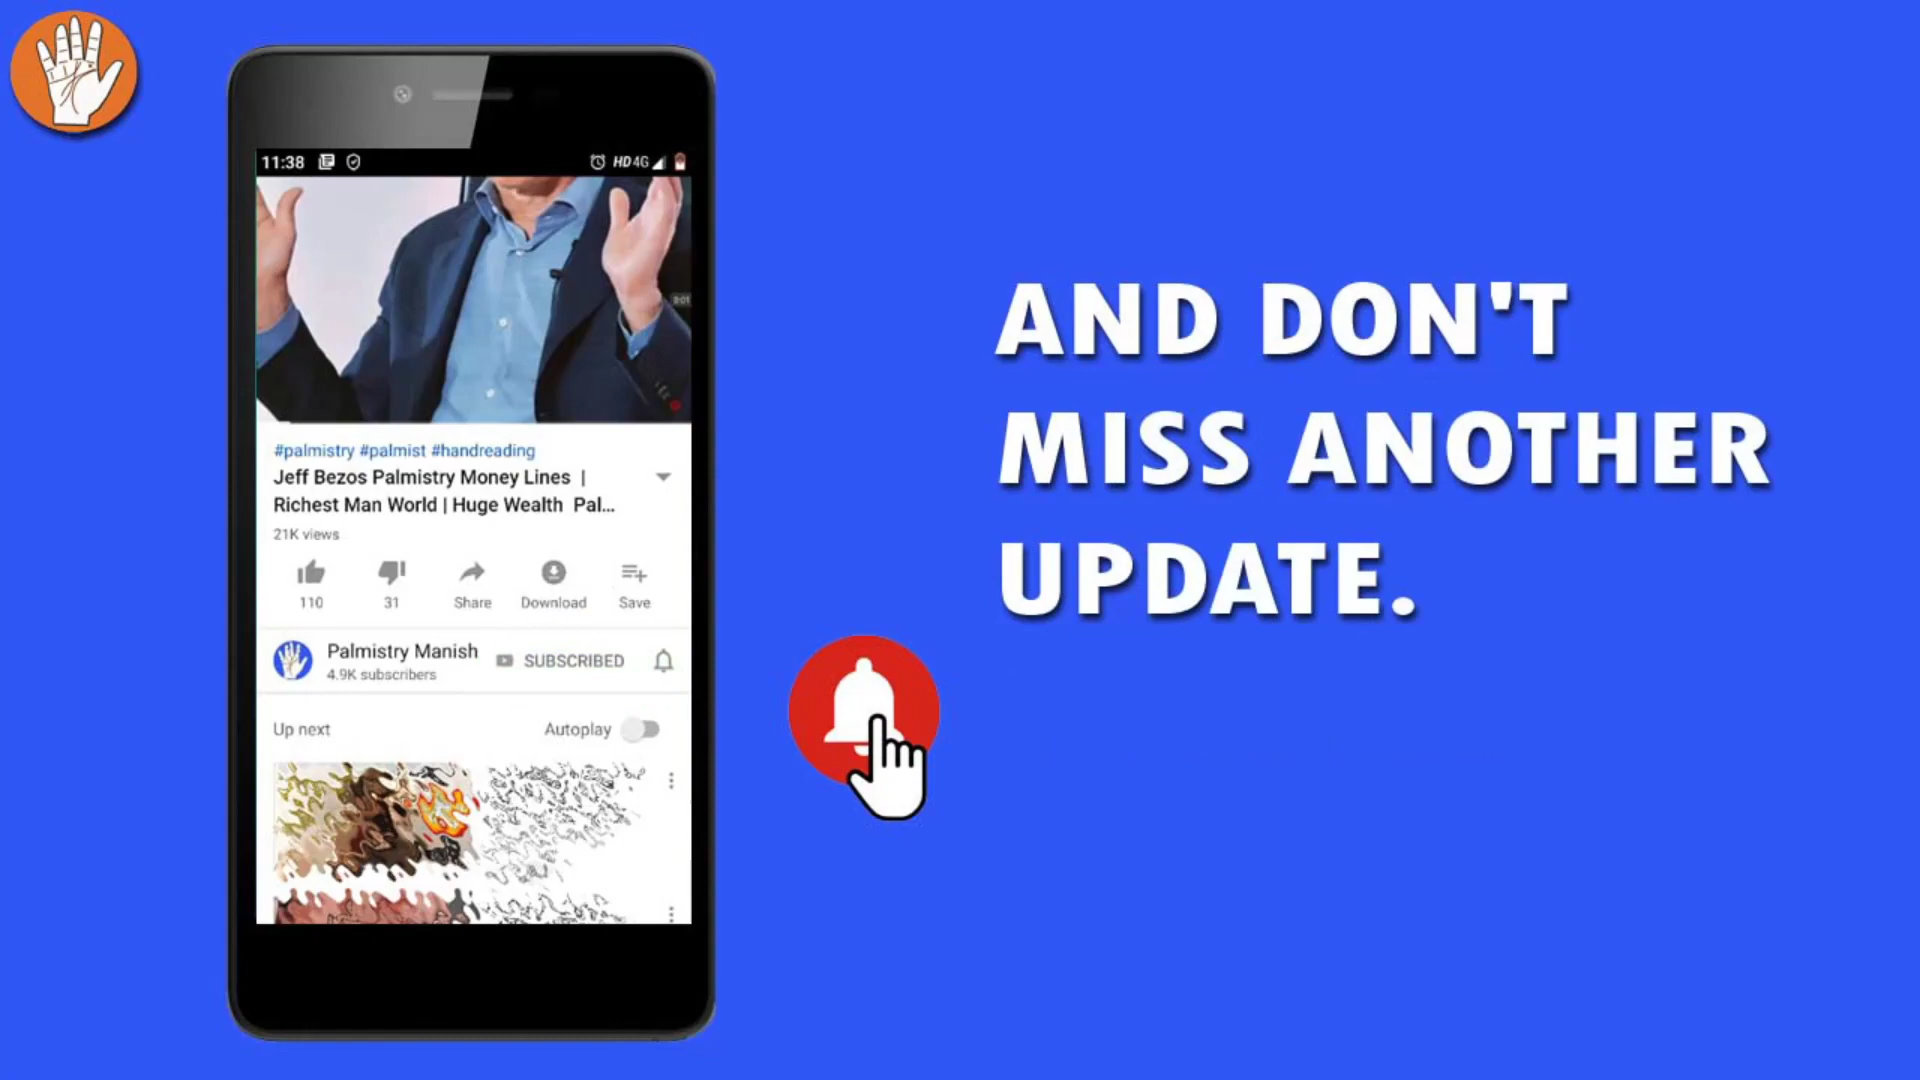 11:38
HD 4G
0:01
#palmistry #palmist #handreading
Jeff Bezos Palmistry Money Lines |
Richest Man World | Huge Wealth Pal...
21K views
110
31
Share
Download
Save
Palmistry Manish
4.9K subscribers
SUBSCRIBED
Up next
Autoplay
AND DON'T
MISS ANOTHER
UPDATE.